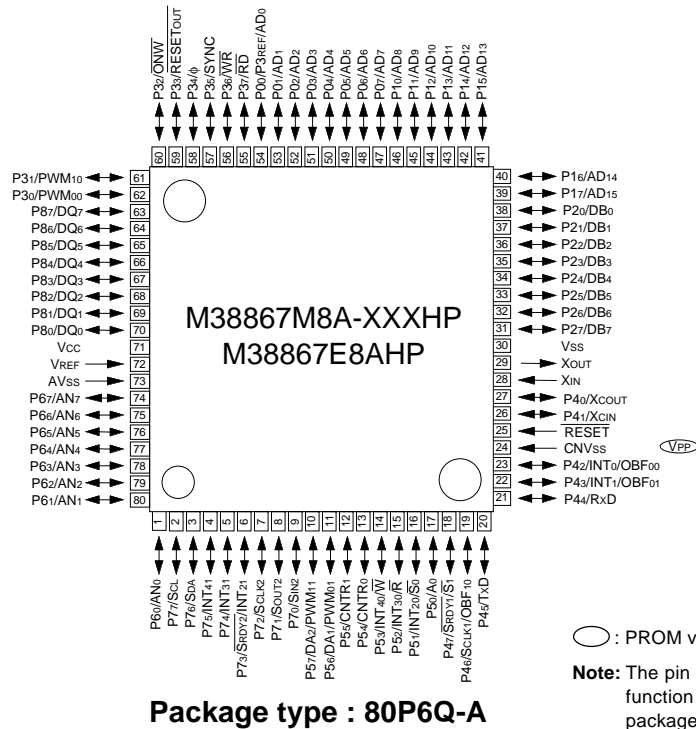 P32/ONW
P33/RESETOUT
P34/φ
P35/SYNC
P36/WR
P37/RD
P00/P3REF/AD0
P01/AD1
P02/AD2
P03/AD3
P04/AD4
P05/AD5
P06/AD6
P07/AD7
P10/AD8
P11/AD9
P12/AD10
P13/AD11
P14/AD12
P15/AD13
60 59 58 57 56 55 54 53 52 51 50 49 48 47 46 45 44 43 42 41
P31/PWM10 61
P30/PWM00 62
P87/DQ7 63
P86/DQ6 64
P85/DQ5 65
P84/DQ4 66
P83/DQ3 67
P82/DQ2 68
P81/DQ1 69
P80/DQ0 70
VCC 71
VREF 72
AVSS 73
P67/AN7 74
P66/AN6 75
P65/AN5 76
P64/AN4 77
P63/AN3 78
P62/AN2 79
P61/AN1 80
M38867M8A-XXXHP
M38867E8AHP
40 P16/AD14
39 P17/AD15
38 P20/DB0
37 P21/DB1
36 P22/DB2
35 P23/DB3
34 P24/DB4
33 P25/DB5
32 P26/DB6
31 P27/DB7
30 VSS
29 XOUT
28 XIN
27 P40/XCOUT
26 P41/XCIN
25 RESET
24 CNVSS VPP
23 P42/INT0/OBF00
22 P43/INT1/OBF01
21 P44/RXD
1 2 3 4 5 6 7 8 9 10 11 12 13 14 15 16 17 18 19 20
P60/AN0
P77/SCL
P76/SDA
P75/INT41
P74/INT31
P73/SRDY2/INT21
P72/SCLK2
P71/SOUT2
P70/SIN2
P57/DA2/PWM11
P56/DA1/PWM01
P55/CNTR1
P54/CNTR0
P53/INT40/W
P52/INT30/R
P51/INT20/S0
P50/A0
P47/SRDY1/S1
P46/SCLK1/OBF10
P45/TXD
: PROM v
Note: The pin
function
package
Package type : 80P6Q-A